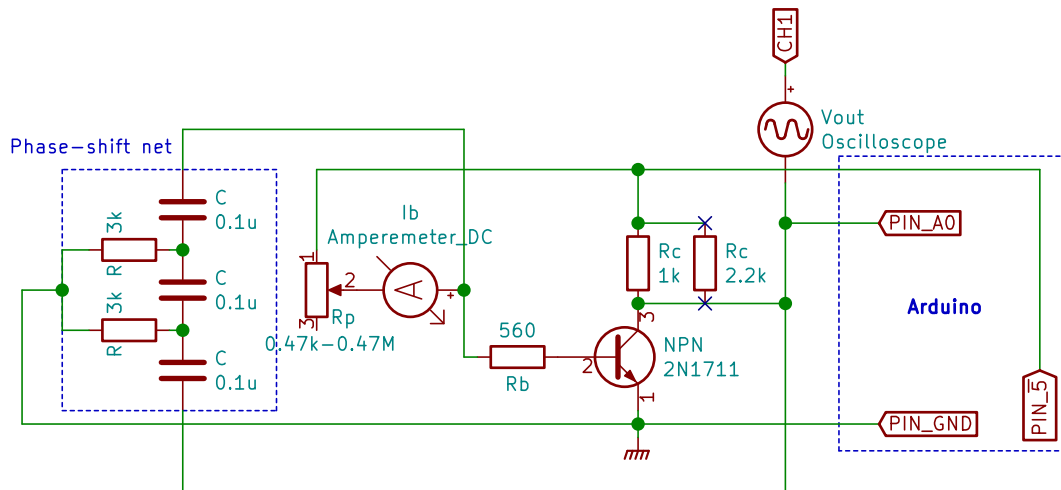 CH1
+
Vout
Oscilloscope
Phase-shift net
C
0.1u
3k
R
C
0.1u
3k
R
C
0.1u
Ib
Amperemeter_DC
1
2
3
A
+
Rp
0.47k-0.47M
560
Rb
Rc
1k
Rc
2.2k
3
2
1
NPN
2N1711
PIN_A0
Arduino
PIN_5
PIN_GND